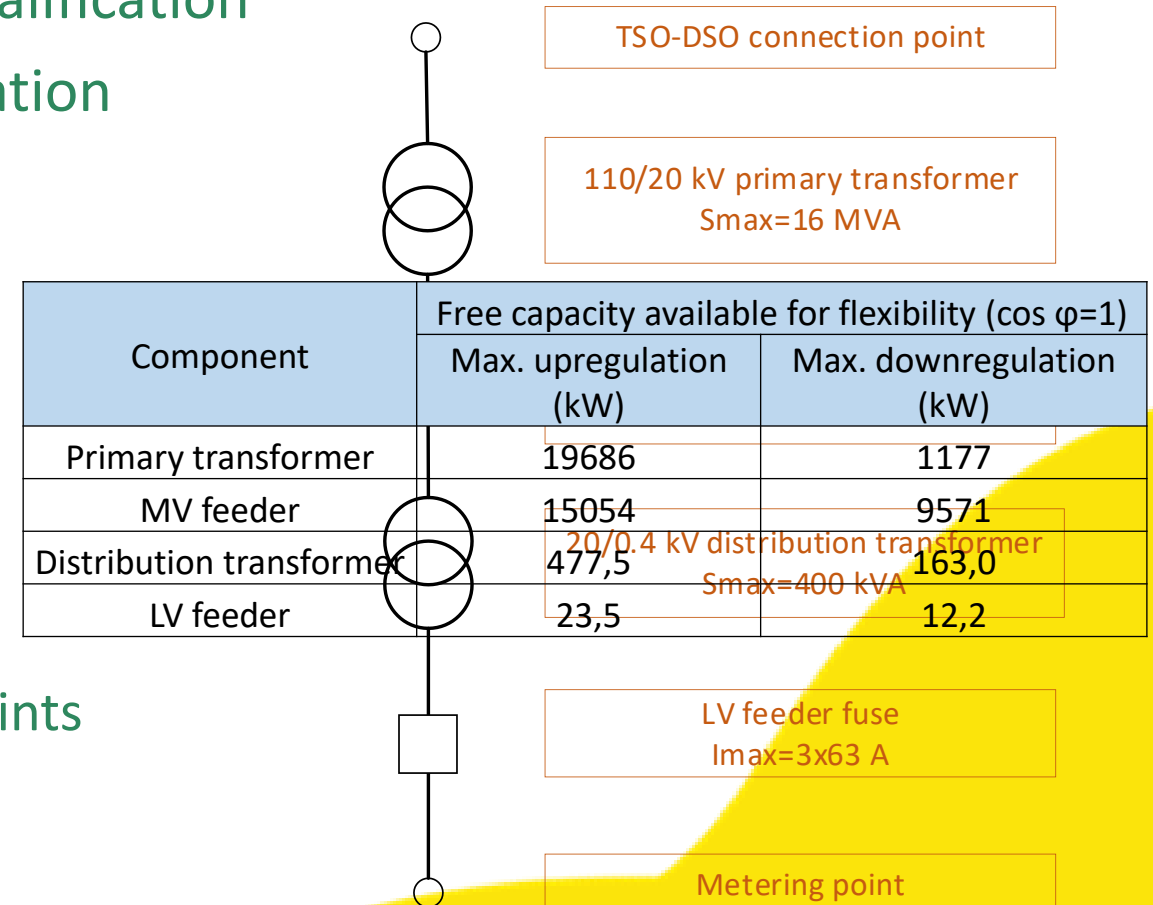 alification
ation
TSO-DSO connection point
110/20 kV primary transformer
Smax=16 MVA
Component
Free capacity available for flexibility (cos φ=1)
Max. upregulation
(kW)
Max. downregulation
(kW)
Primary transformer 19686 1177
MV feeder 15054 9571
20/0.4 kV distribution transformer
Distribution transformer 477,5 163,0
Smax=400 kVA
LV feeder 23,5 12,2
ints
LV feeder fuse
Imax=3x63 A
Metering point